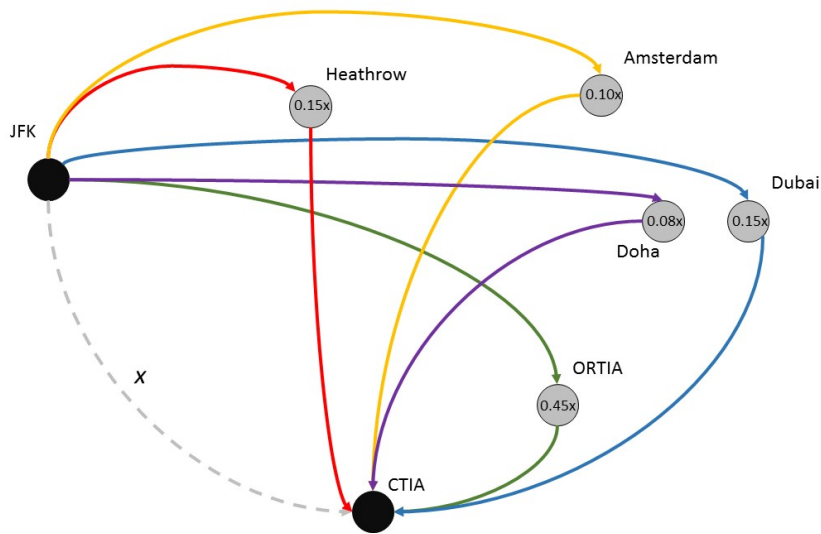 Amsterdam
Heathrow
0.10x
0.15x
JFK
Dubai
0.08x
0.15x
Doha
ORTIA
x
0.45x
CTIA